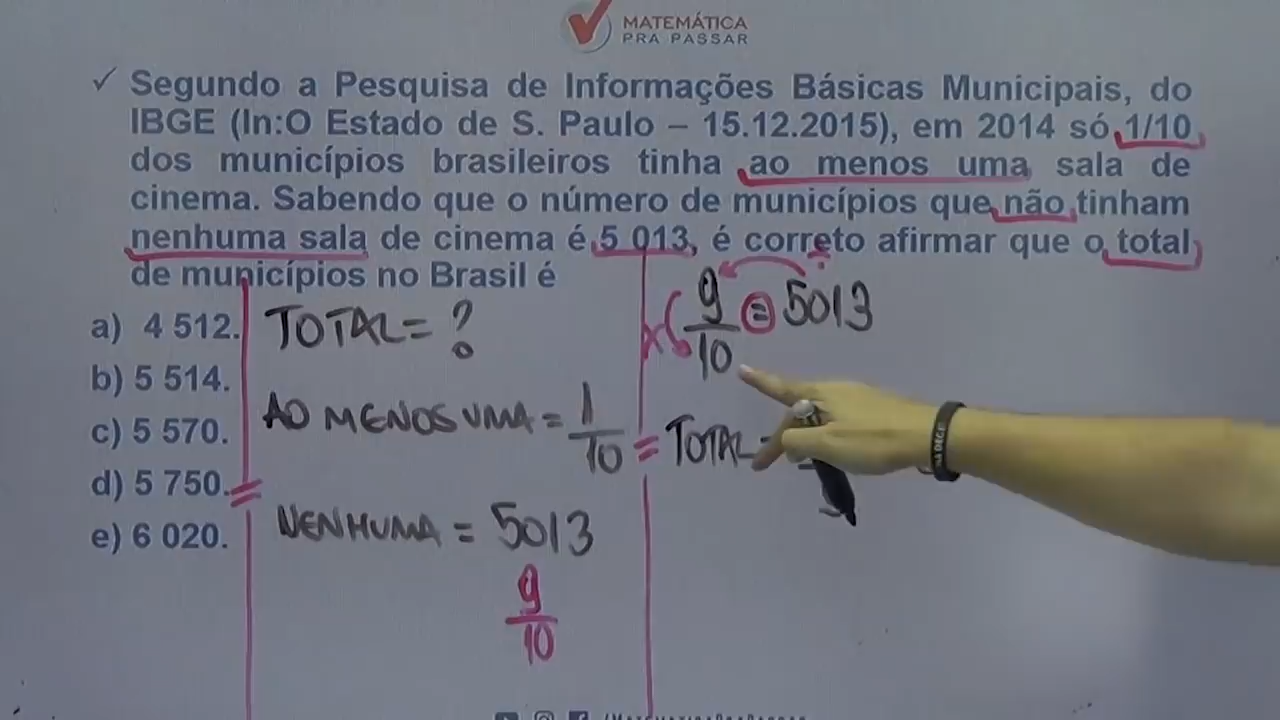 MATEMÁTICA
PRA PASSAR
✓ Segundo a Pesquisa de Informações Básicas Municipais, do
IBGE (In:O Estado de S. Paulo – 15.12.2015), em 2014 só 1/10
dos municípios brasileiros tinha ao menos uma sala de
cinema. Sabendo que o número de municípios que não tinham
nenhuma sala de cinema é 5 013, é correto afirmar que o total
de municípios no Brasil é
a) 4 512.
b) 5 514.
c) 5 570.
d) 5 750.
e) 6 020.
TOTAL = ?
AO MENOS UMA = 1/10
NENHUMA = 5013
9/10
÷
x 9/10 = 5013
= TOTAL =